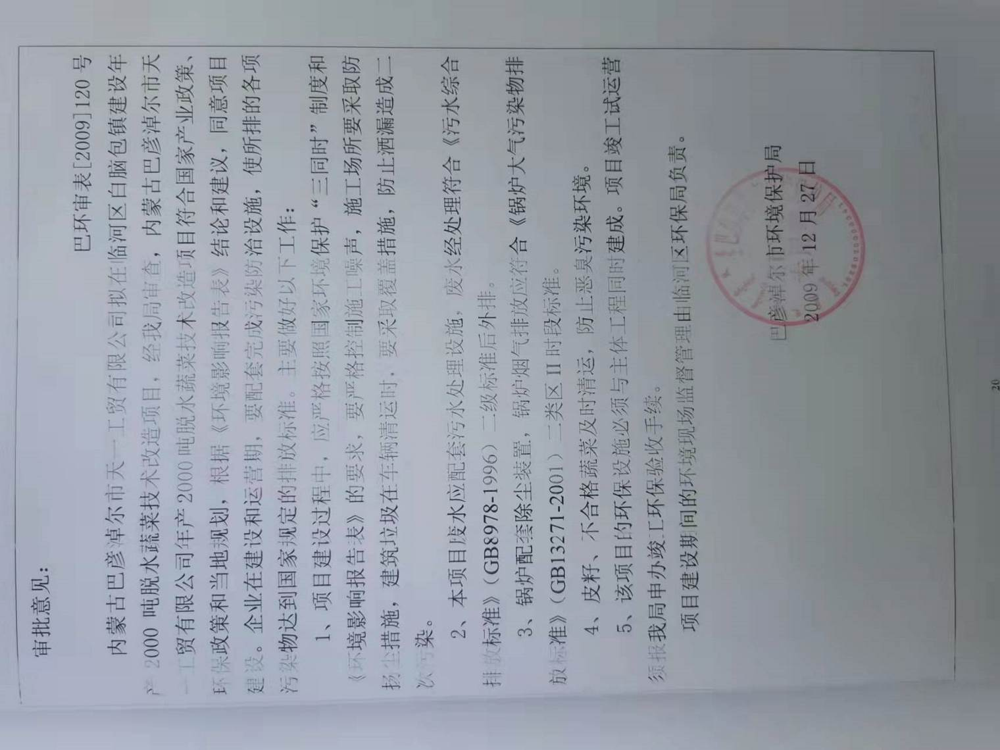 审批意见：
巴环审表[2009]120 号
内蒙古巴彦淖尔市天一工贸有限公司拟在临河区白脑包镇建设年
产 2000 吨脱水蔬菜技术改造项目，经我局审查，内蒙古巴彦淖尔市天
一工贸有限公司年产 2000 吨脱水蔬菜技术改造项目符合国家产业政策、
环保政策和当地规划，根据《环境影响报告表》结论和建议，同意项目
建设。企业在建设和运营期，要配套完成污染防治设施，使所排的各项
污染物达到国家规定的排放标准。主要做好以下工作：
1、项目建设过程中，应严格按照国家环境保护“三同时”制度和
《环境影响报告表》的要求，要严格控制施工噪声，施工场所要采取防
扬尘措施，建筑垃圾在车辆清运时，要采取覆盖措施，防止洒漏造成二
次污染。
2、本项目废水应配套污水处理设施，废水经处理符合《污水综合
排放标准》（GB8978-1996）二级标准后外排。
3、锅炉配套除尘装置，锅炉烟气排放应符合《锅炉大气污染物排
放标准》（GB13271-2001）二类区 II 时段标准。
4、皮籽、不合格蔬菜及时清运，防止恶臭污染环境。
5、该项目的环保设施必须与主体工程同时建成。项目竣工试运营
须报我局申办竣工环保验收手续。
项目建设期间的环境现场监督管理由临河区环保局负责。
巴彦淖尔市环境保护局
2009 年 12 月 27 日
20